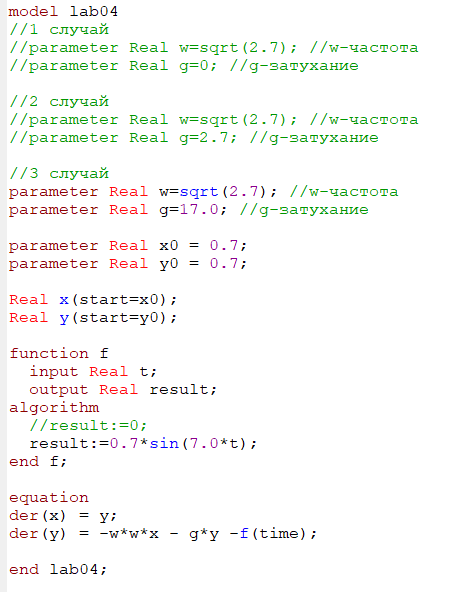 model lab04
//1 случай
//parameter Real w=sqrt(2.7); //w-частота
//parameter Real g=0; //g-затухание
//2 случай
//parameter Real w=sqrt(2.7); //w-частота
//parameter Real g=2.7; //g-затухание
//3 случай
parameter Real w=sqrt(2.7); //w-частота
parameter Real g=17.0; //g-затухание
parameter Real x0 = 0.7;
parameter Real y0 = 0.7;
Real x(start=x0);
Real y(start=y0);
function f
input Real t;
output Real result;
algorithm
//result:=0;
result:=0.7*sin(7.0*t);
end f;
equation
der(x) = y;
der(y) = -w*w*x - g*y -f(time);
end lab04;